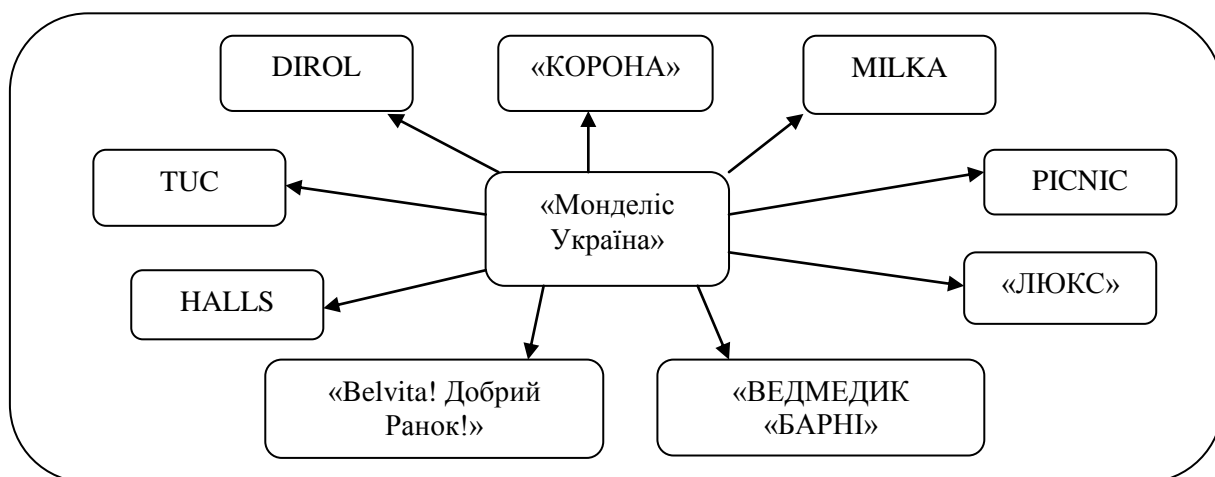 DIROL
«КОРОНА»
MILKA
TUC
«Монделіс
Україна»
PICNIC
HALLS
«ЛЮКС»
«Belvita! Добрий
Ранок!»
«ВЕДМЕДИК
«БАРНІ»